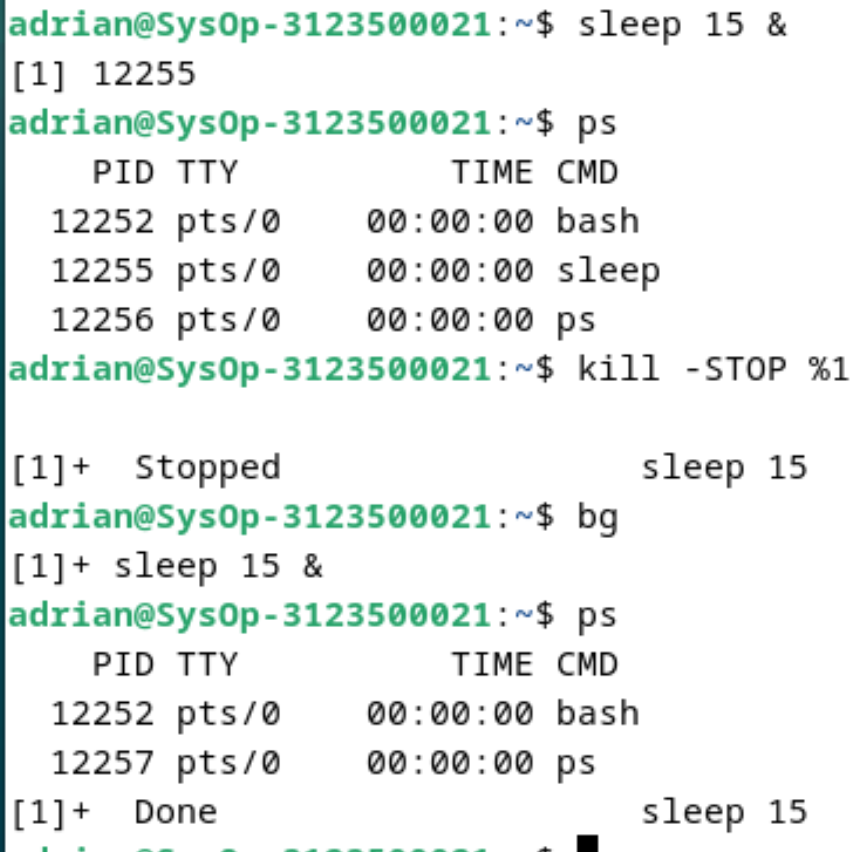 adrian@SysOp-3123500021:~$ sleep 15 &
[1] 12255
adrian@SysOp-3123500021:~$ ps
    PID TTY          TIME CMD
  12252 pts/0    00:00:00 bash
  12255 pts/0    00:00:00 sleep
  12256 pts/0    00:00:00 ps
adrian@SysOp-3123500021:~$ kill -STOP %1

[1]+  Stopped                 sleep 15
adrian@SysOp-3123500021:~$ bg
[1]+ sleep 15 &
adrian@SysOp-3123500021:~$ ps
    PID TTY          TIME CMD
  12252 pts/0    00:00:00 bash
  12257 pts/0    00:00:00 ps
[1]+  Done                    sleep 15